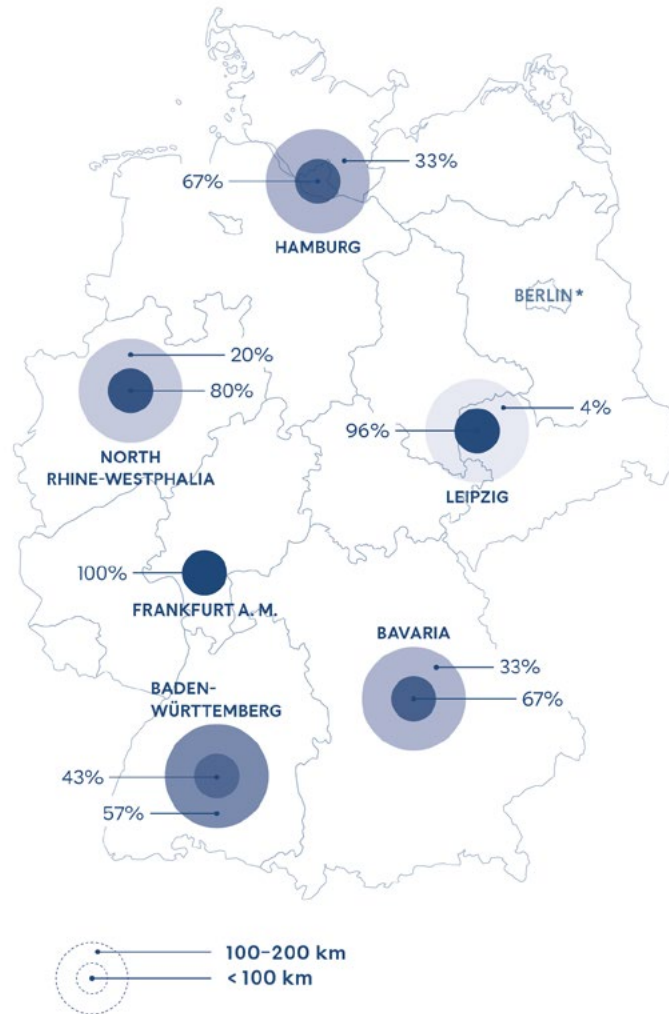 33%
67%
HAMBURG
BERLIN*
20%
80%
NORTH
RHINE-WESTPHALIA
4%
96%
LEIPZIG
100%
FRANKFURT A. M.
BAVARIA
33%
67%
BADEN-
WÜRTTEMBERG
43%
57%
100–200 km
< 100 km